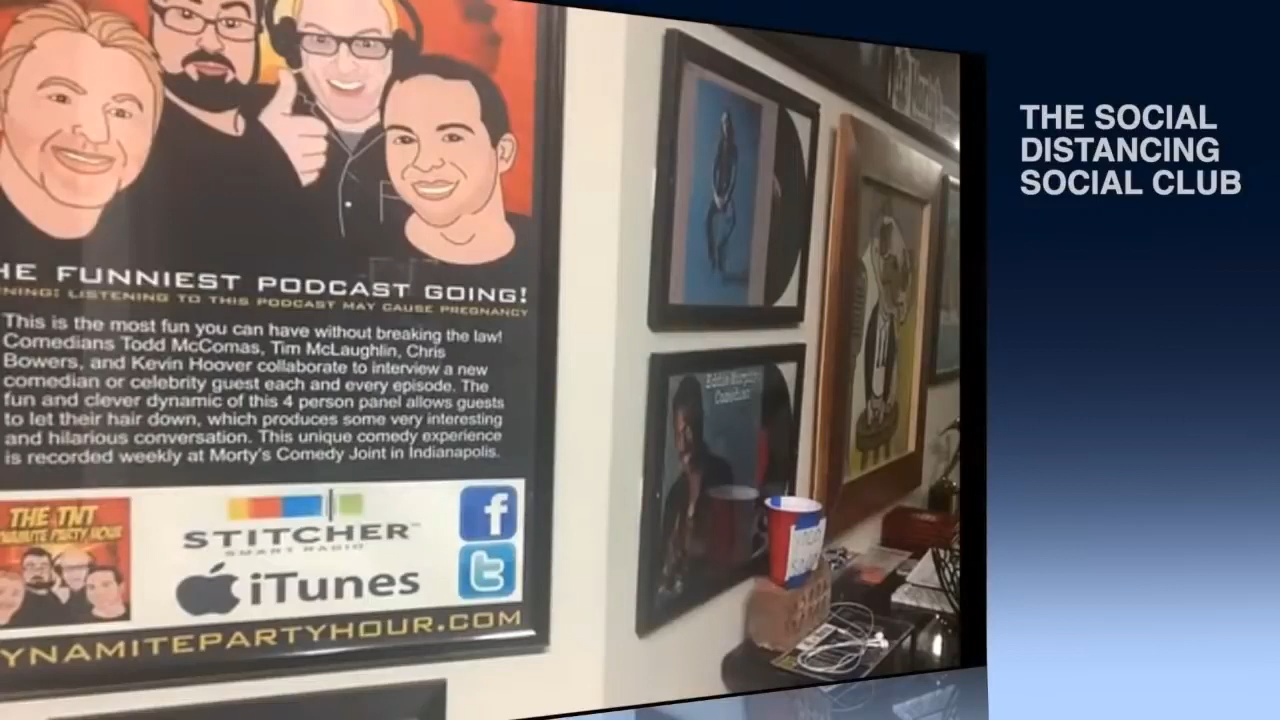 THE SOCIAL
DISTANCING
SOCIAL CLUB
HE FUNNIEST PODCAST GOING!
NING! LISTENING TO THIS PODCAST MAY CAUSE PREGNANCY
This is the most fun you can have without breaking the law!
Comedians Todd McComas, Tim McLaughlin, Chris
Bowers, and Kevin Hoover collaborate to interview a new
comedian or celebrity guest each and every episode. The
fun and clever dynamic of this 4 person panel allows guests
to let their hair down, which produces some very interesting
and hilarious conversation. This unique comedy experience
is recorded weekly at Morty's Comedy Joint in Indianapolis.
THE TNT
NAMITE PARTY HOUR
STITCHER™
SMART RADIO
iTunes
YNAMITEPARTYHOUR.COM
Eddie Murphy
Comedian